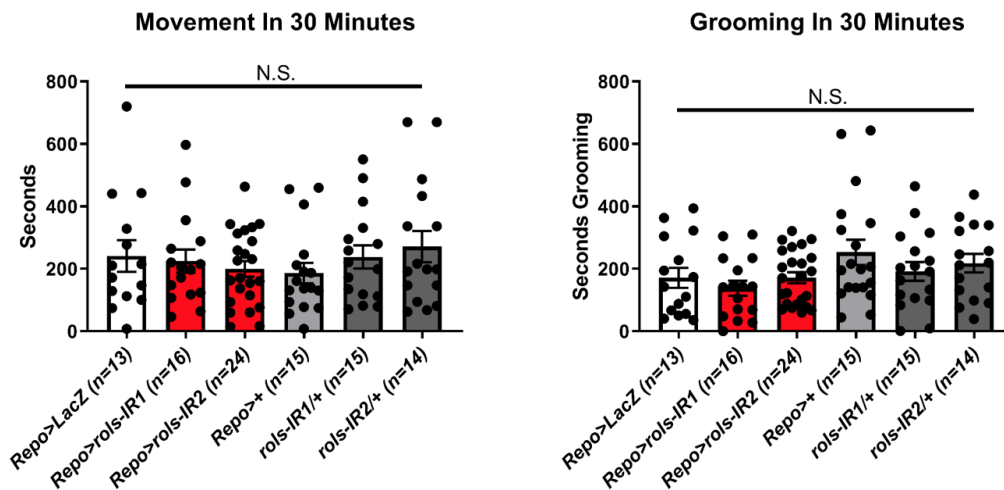 Movement In 30 Minutes
N.S.
Seconds
800
600
400
200
0
Repo>LacZ (n=13)
Repo>rols-IR1 (n=16)
Repo>rols-IR2 (n=24)
Repo>+ (n=15)
rols-IR1/+ (n=15)
rols-IR2/+ (n=14)
Grooming In 30 Minutes
N.S.
Seconds Grooming
800
600
400
200
0
Repo>LacZ (n=13)
Repo>rols-IR1 (n=16)
Repo>rols-IR2 (n=24)
Repo>+ (n=15)
rols-IR1/+ (n=15)
rols-IR2/+ (n=14)